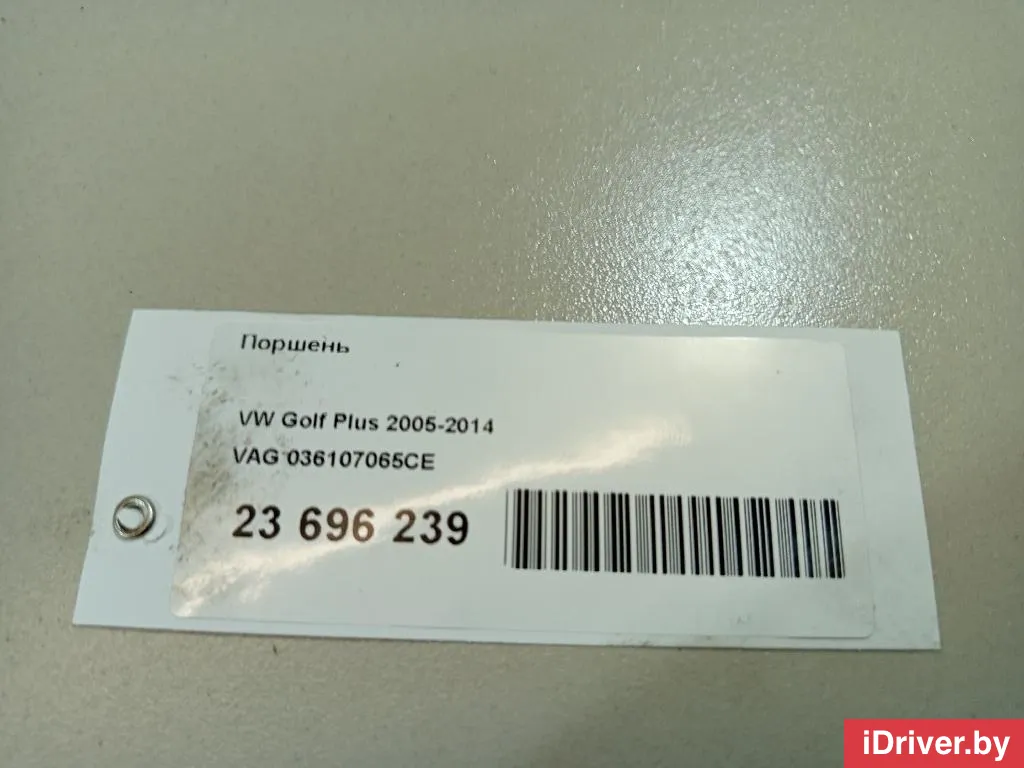 Поршень
VW Golf Plus 2005-2014
VAG 036107065CE
23 696 239
iDriver.by